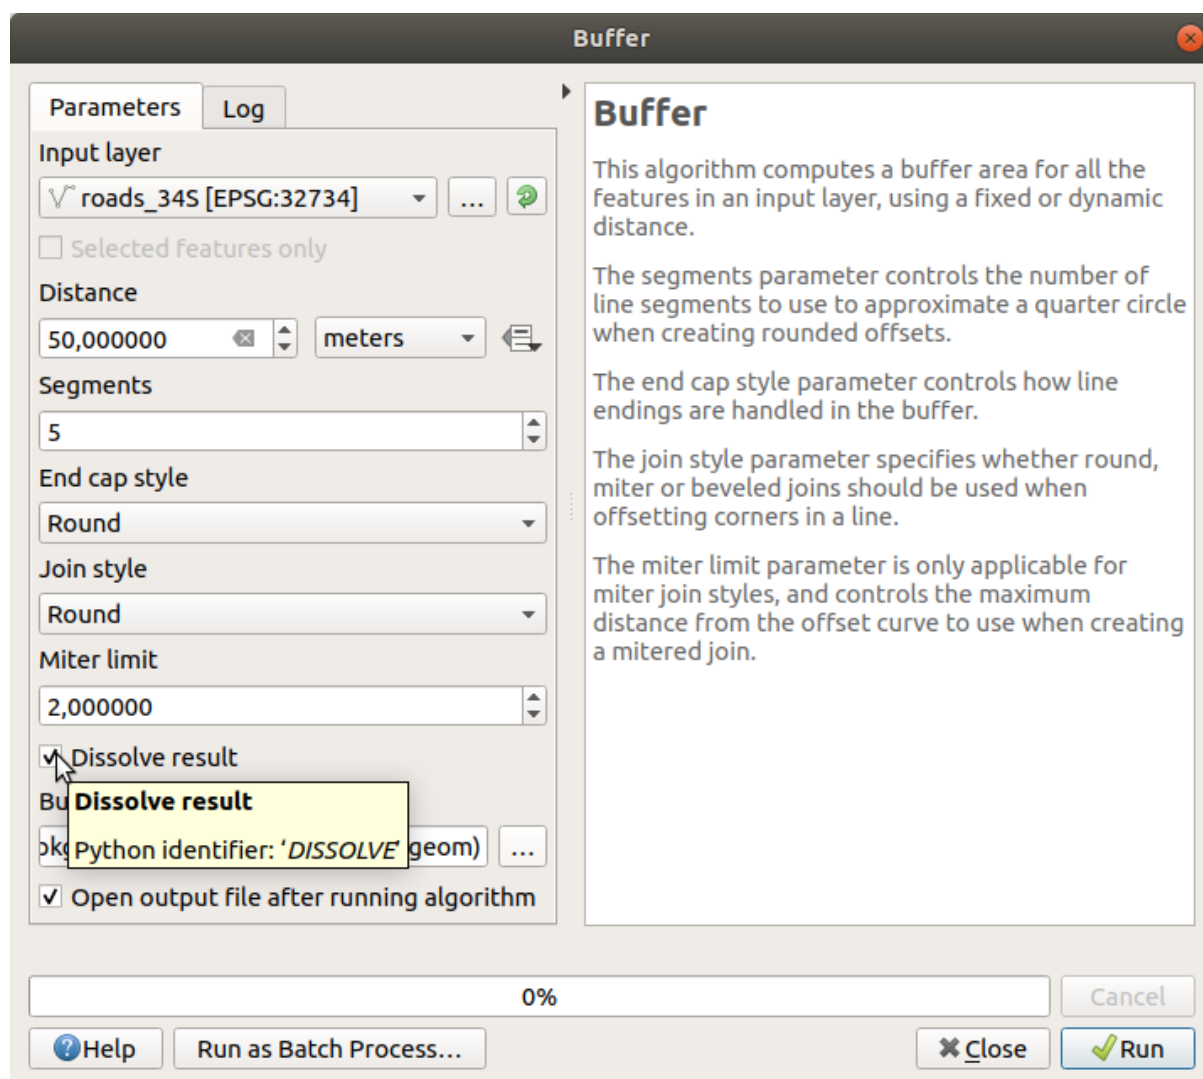 Buffer
Parameters
Log
Input layer
roads_34S [EPSG:32734]
...
Selected features only
Distance
50,000000
meters
Segments
5
End cap style
Round
Join style
Round
Miter limit
2,000000
Dissolve result
Dissolve result
Python identifier: ‘DISSOLVE’
geom)
...
Open output file after running algorithm
Buffer
This algorithm computes a buffer area for all the
features in an input layer, using a fixed or dynamic
distance.
The segments parameter controls the number of
line segments to use to approximate a quarter circle
when creating rounded offsets.
The end cap style parameter controls how line
endings are handled in the buffer.
The join style parameter specifies whether round,
miter or beveled joins should be used when
offsetting corners in a line.
The miter limit parameter is only applicable for
miter join styles, and controls the maximum
distance from the offset curve to use when creating
a mitered join.
0%
Cancel
Help
Run as Batch Process...
Close
Run